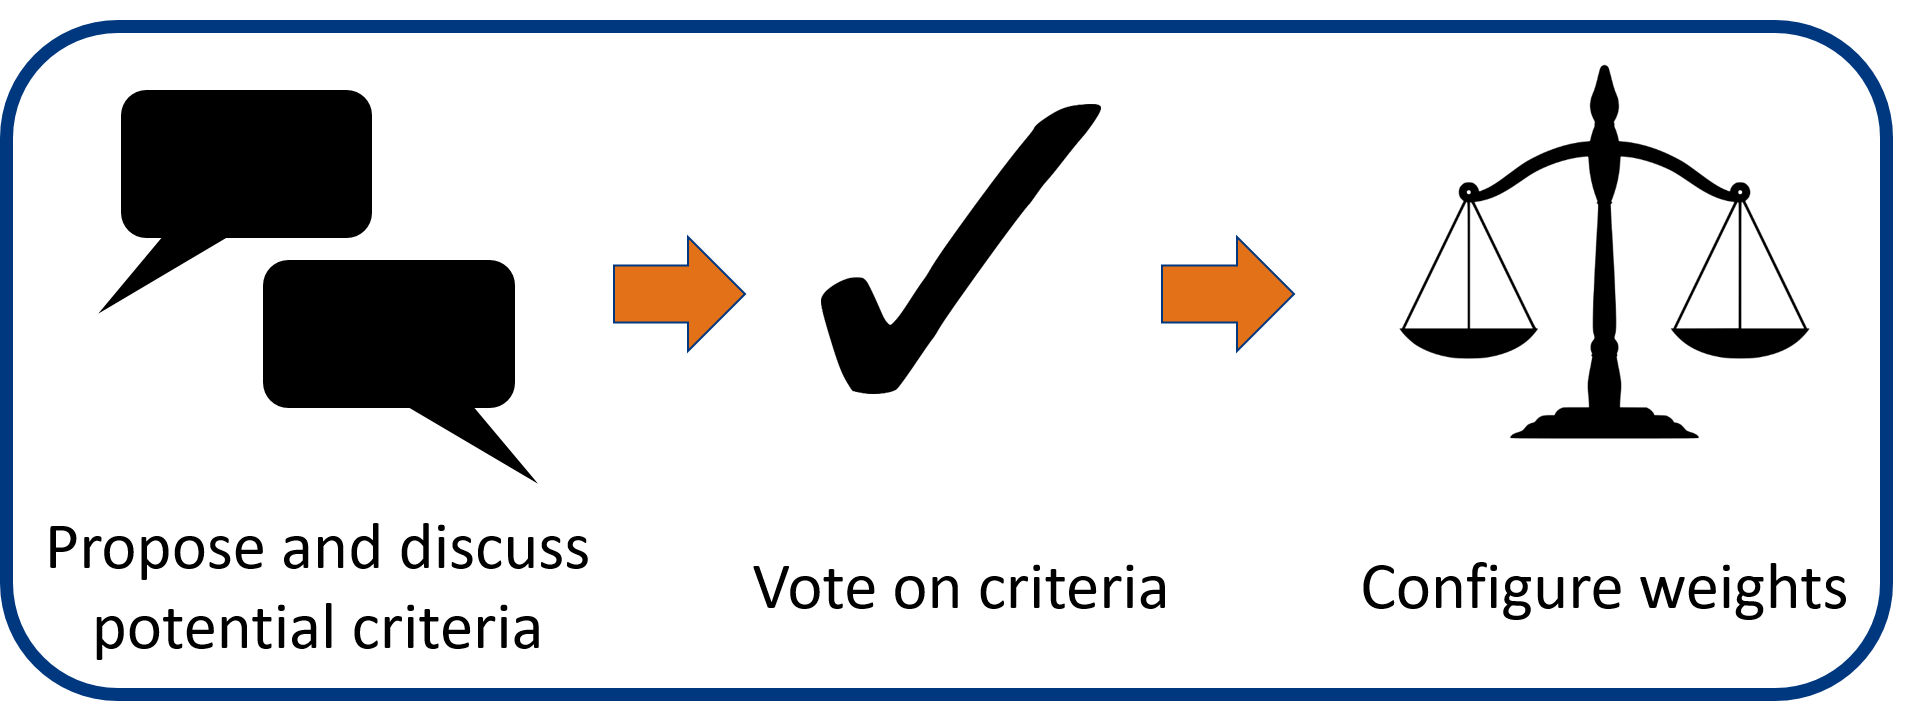 Propose and discuss
potential criteria
Vote on criteria
Configure weights